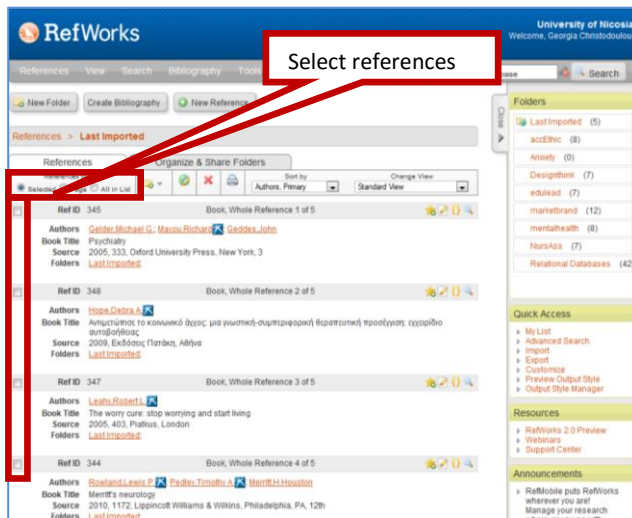 RefWorks
University of Nicosia
Welcome, Georgia Christodoulou
Select references
References View Search Bibliography Tools
Search
New Folder Create Bibliography New Reference
References > Last Imported
References Organize & Share Folders
Selected All in List
Sort by
Authors, Primary
Change View
Standard View
Ref ID 345 Book, Whole Reference 1 of 5
Authors Gelder,Michael G.; Mayou,Richard; Geddes,John
Book Title Psychiatry
Source 2005, 333, Oxford University Press, New York, 3
Folders Last Imported;
Ref ID 348 Book, Whole Reference 2 of 5
Authors Hope,Debra A.
Book Title Αντιμετώπισε το κοινωνικό άγχος: μια γνωστική-συμπεριφορική θεραπευτική προσέγγιση: εγχειρίδιο
αυτοβοήθειας
Source 2009, Εκδόσεις Πατάκη, Αθήνα
Folders Last Imported;
Ref ID 347 Book, Whole Reference 3 of 5
Authors Leahy,Robert L.
Book Title The worry cure: stop worrying and start living
Source 2005, 403, Piatkus, London
Folders Last Imported;
Ref ID 344 Book, Whole Reference 4 of 5
Authors Rowland,Lewis P.; Pedley,Timothy A.; Merritt,H.Houston
Book Title Merritt's neurology
Source 2010, 1172, Lippincott Williams & Wilkins, Philadelphia, PA, 12th
Folders Last Imported;
Close
Folders
Last Imported (5)
accEthic (8)
Anxiety (0)
Designthink (7)
edulead (7)
marketbrand (12)
mentalhealth (8)
NursAss (7)
Relational Databases (42
Quick Access
My List
Advanced Search
Import
Export
Customize
Preview Output Style
Output Style Manager
Resources
RefWorks 2.0 Preview
Webinars
Support Center
Announcements
RefMobile puts RefWorks
wherever you are!
Manage your research